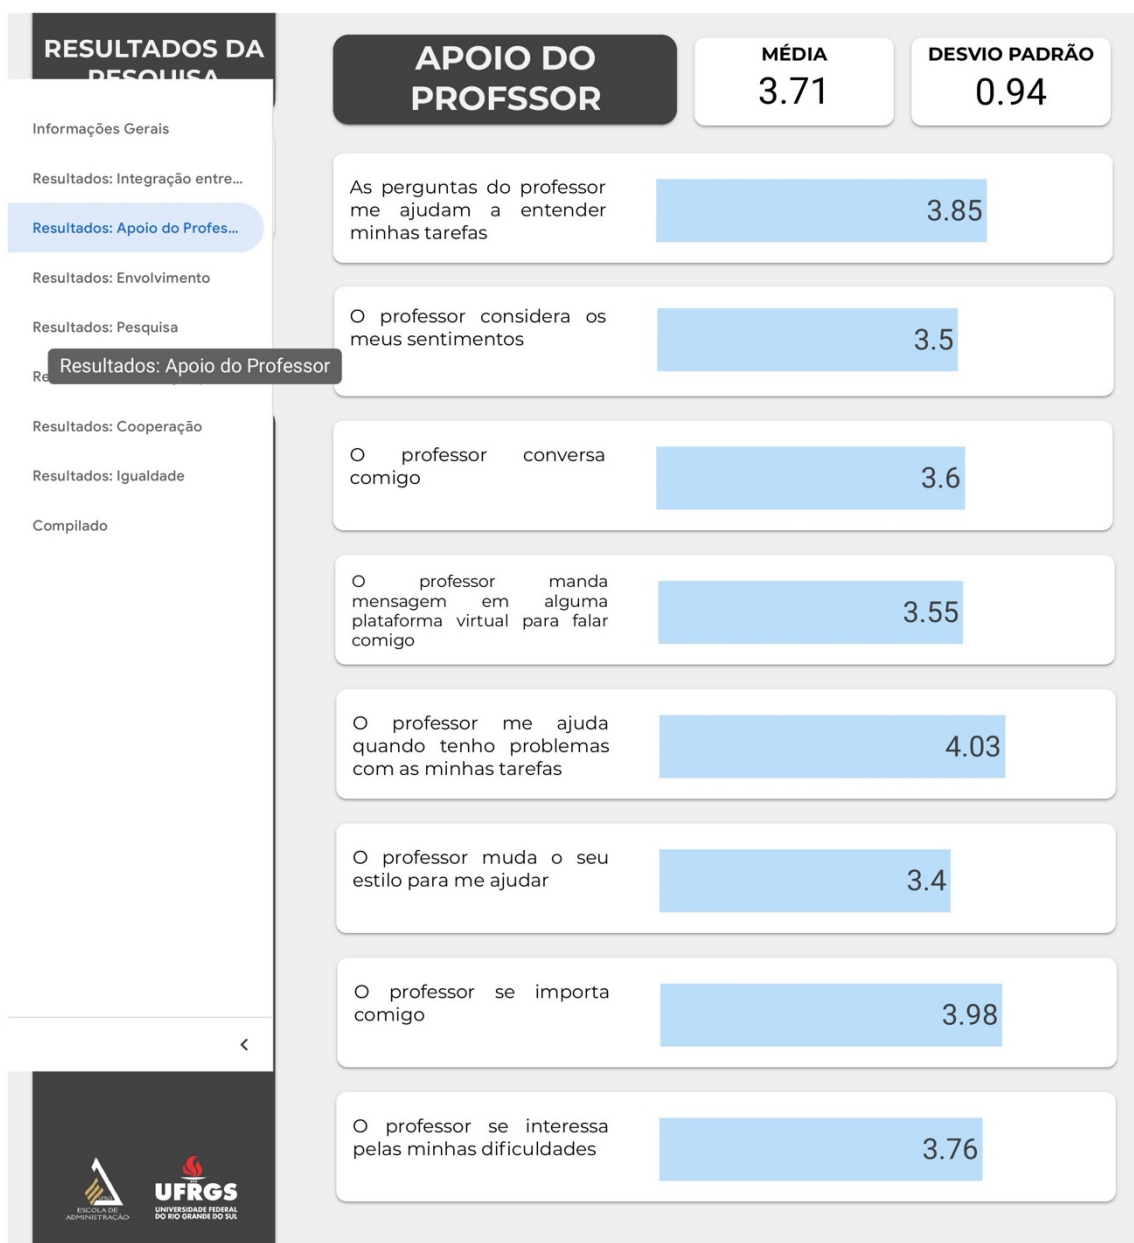 RESULTADOS DA
PESQUISA
Informações Gerais
Resultados: Integração entre...
Resultados: Apoio do Profes...
Resultados: Envolvimento
Resultados: Pesquisa
Resultados: Apoio do Professor
Resultados: Cooperação
Resultados: Igualdade
Compilado
ESCOLA DE
ADMINISTRAÇÃO
UFRGS
UNIVERSIDADE FEDERAL
DO RIO GRANDE DO SUL
APOIO DO
PROFSSOR
MÉDIA
3.71
DESVIO PADRÃO
0.94
As perguntas do professor
me ajudam a entender
minhas tarefas
3.85
O professor considera os
meus sentimentos
3.5
O professor conversa
comigo
3.6
O professor manda
mensagem em alguma
plataforma virtual para falar
comigo
3.55
O professor me ajuda
quando tenho problemas
com as minhas tarefas
4.03
O professor muda o seu
estilo para me ajudar
3.4
O professor se importa
comigo
3.98
O professor se interessa
pelas minhas dificuldades
3.76